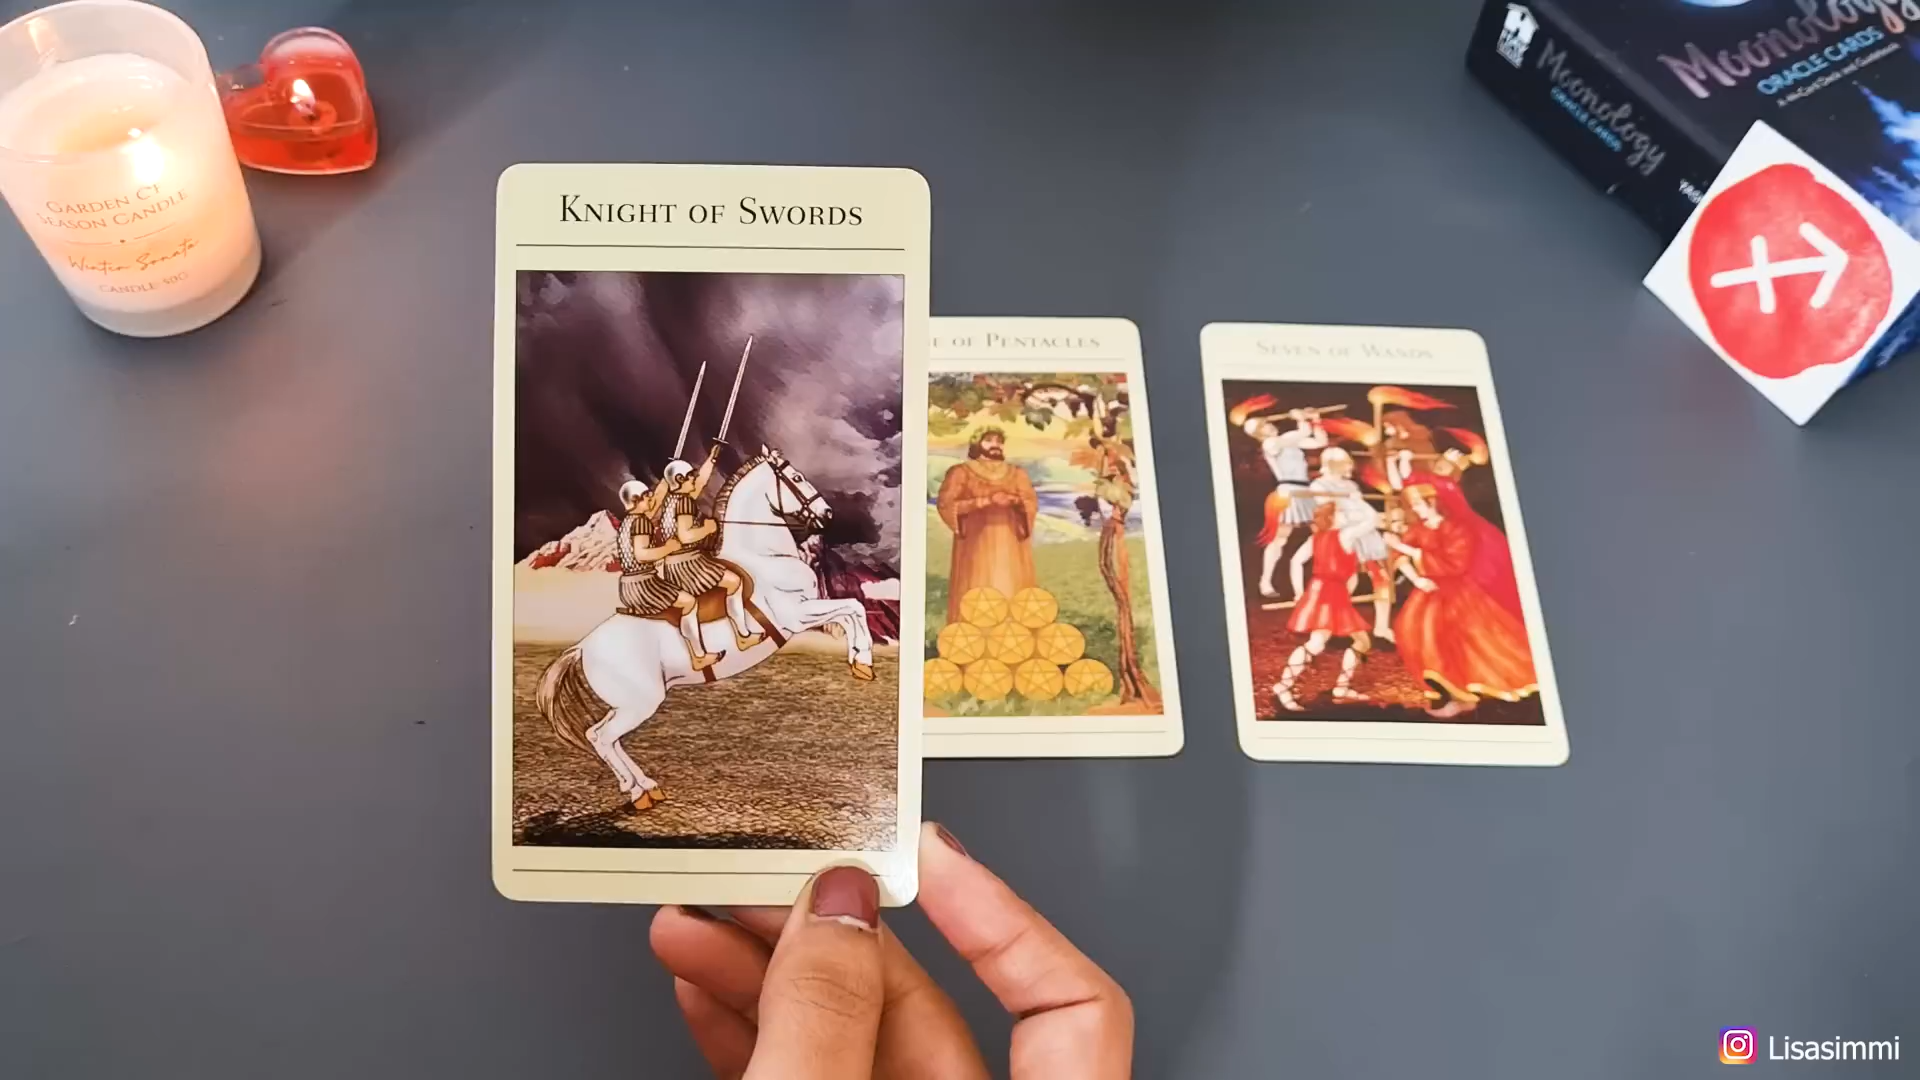 Moonology
ORACLE CARDS
Moonology
ORACLE CARDS
GARDEN OF
SEASON CANDLE
Winter Sonata
CANDLE 50G
KNIGHT OF SWORDS
E OF PENTACLES
SEVEN OF WANDS
Lisasimmi